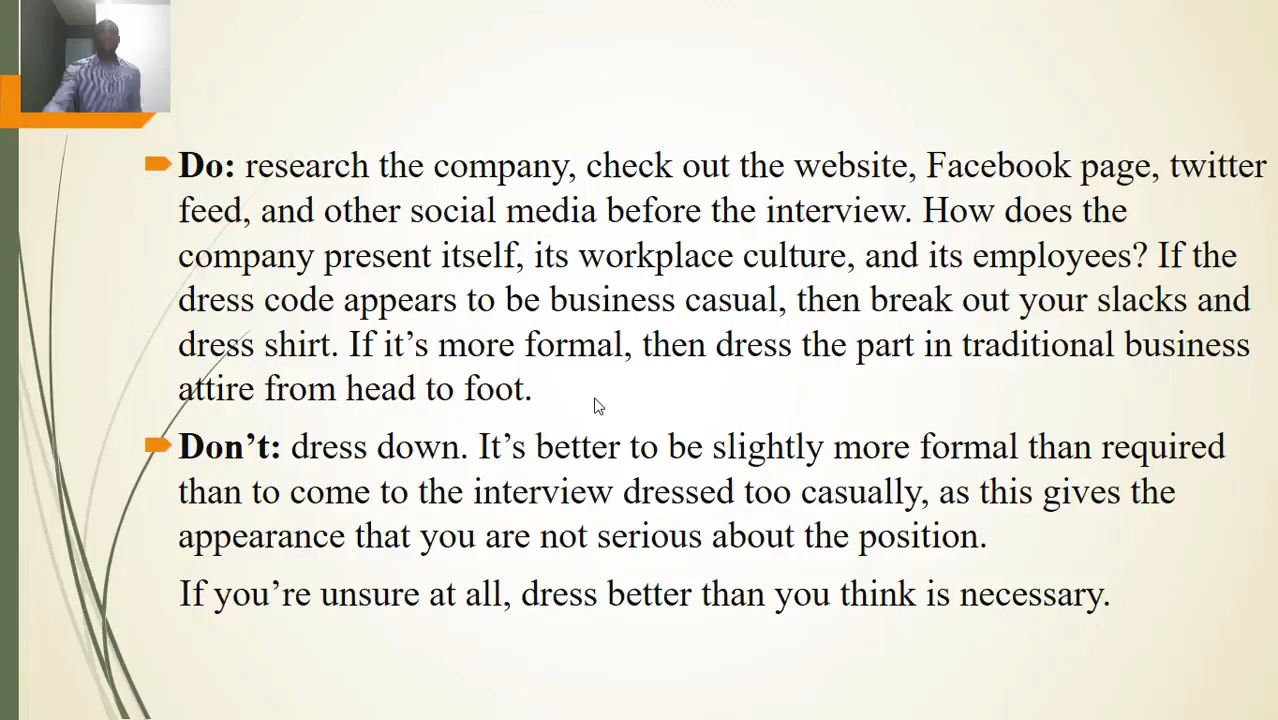 Do: research the company, check out the website, Facebook page, twitter
feed, and other social media before the interview. How does the
company present itself, its workplace culture, and its employees? If the
dress code appears to be business casual, then break out your slacks and
dress shirt. If it’s more formal, then dress the part in traditional business
attire from head to foot.
Don’t: dress down. It’s better to be slightly more formal than required
than to come to the interview dressed too casually, as this gives the
appearance that you are not serious about the position.
If you’re unsure at all, dress better than you think is necessary.